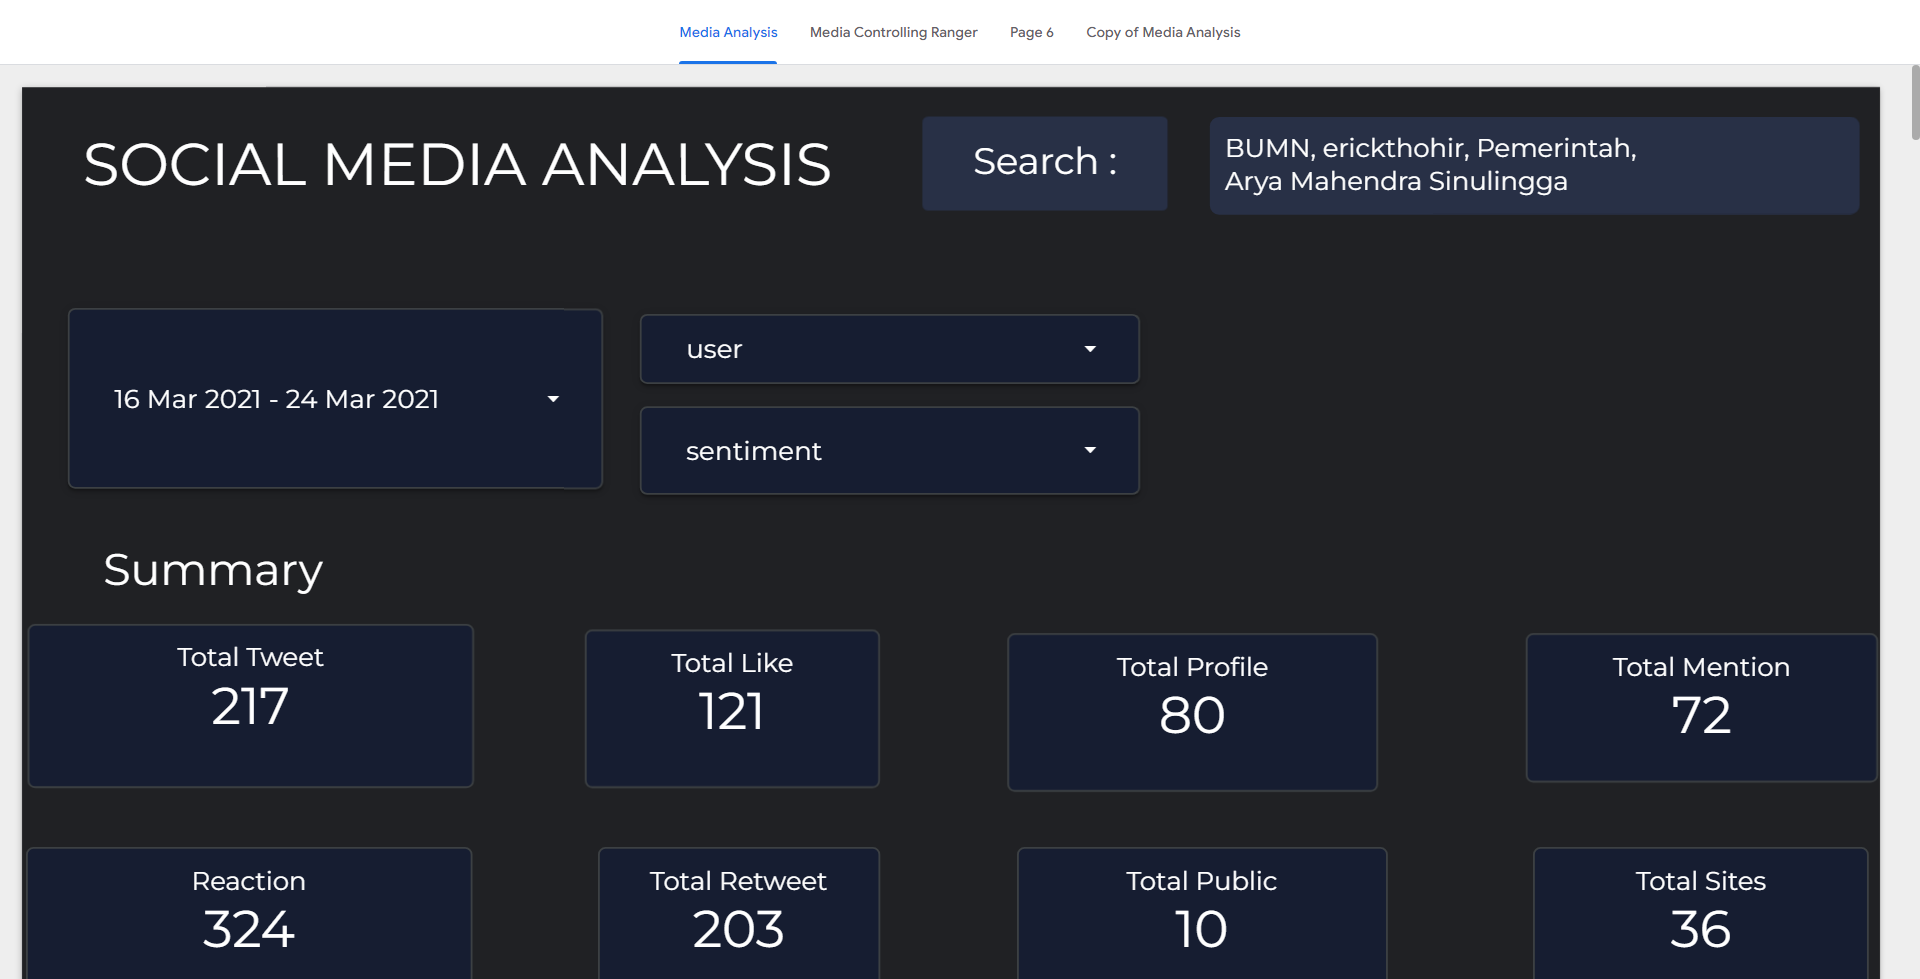 Media Analysis
Media Controlling Ranger
Page 6
Copy of Media Analysis
SOCIAL MEDIA ANALYSIS
Search :
BUMN, erickthohir, Pemerintah,
Arya Mahendra Sinulingga
16 Mar 2021 - 24 Mar 2021
user
sentiment
Summary
Total Tweet
217
Total Like
121
Total Profile
80
Total Mention
72
Reaction
324
Total Retweet
203
Total Public
10
Total Sites
36